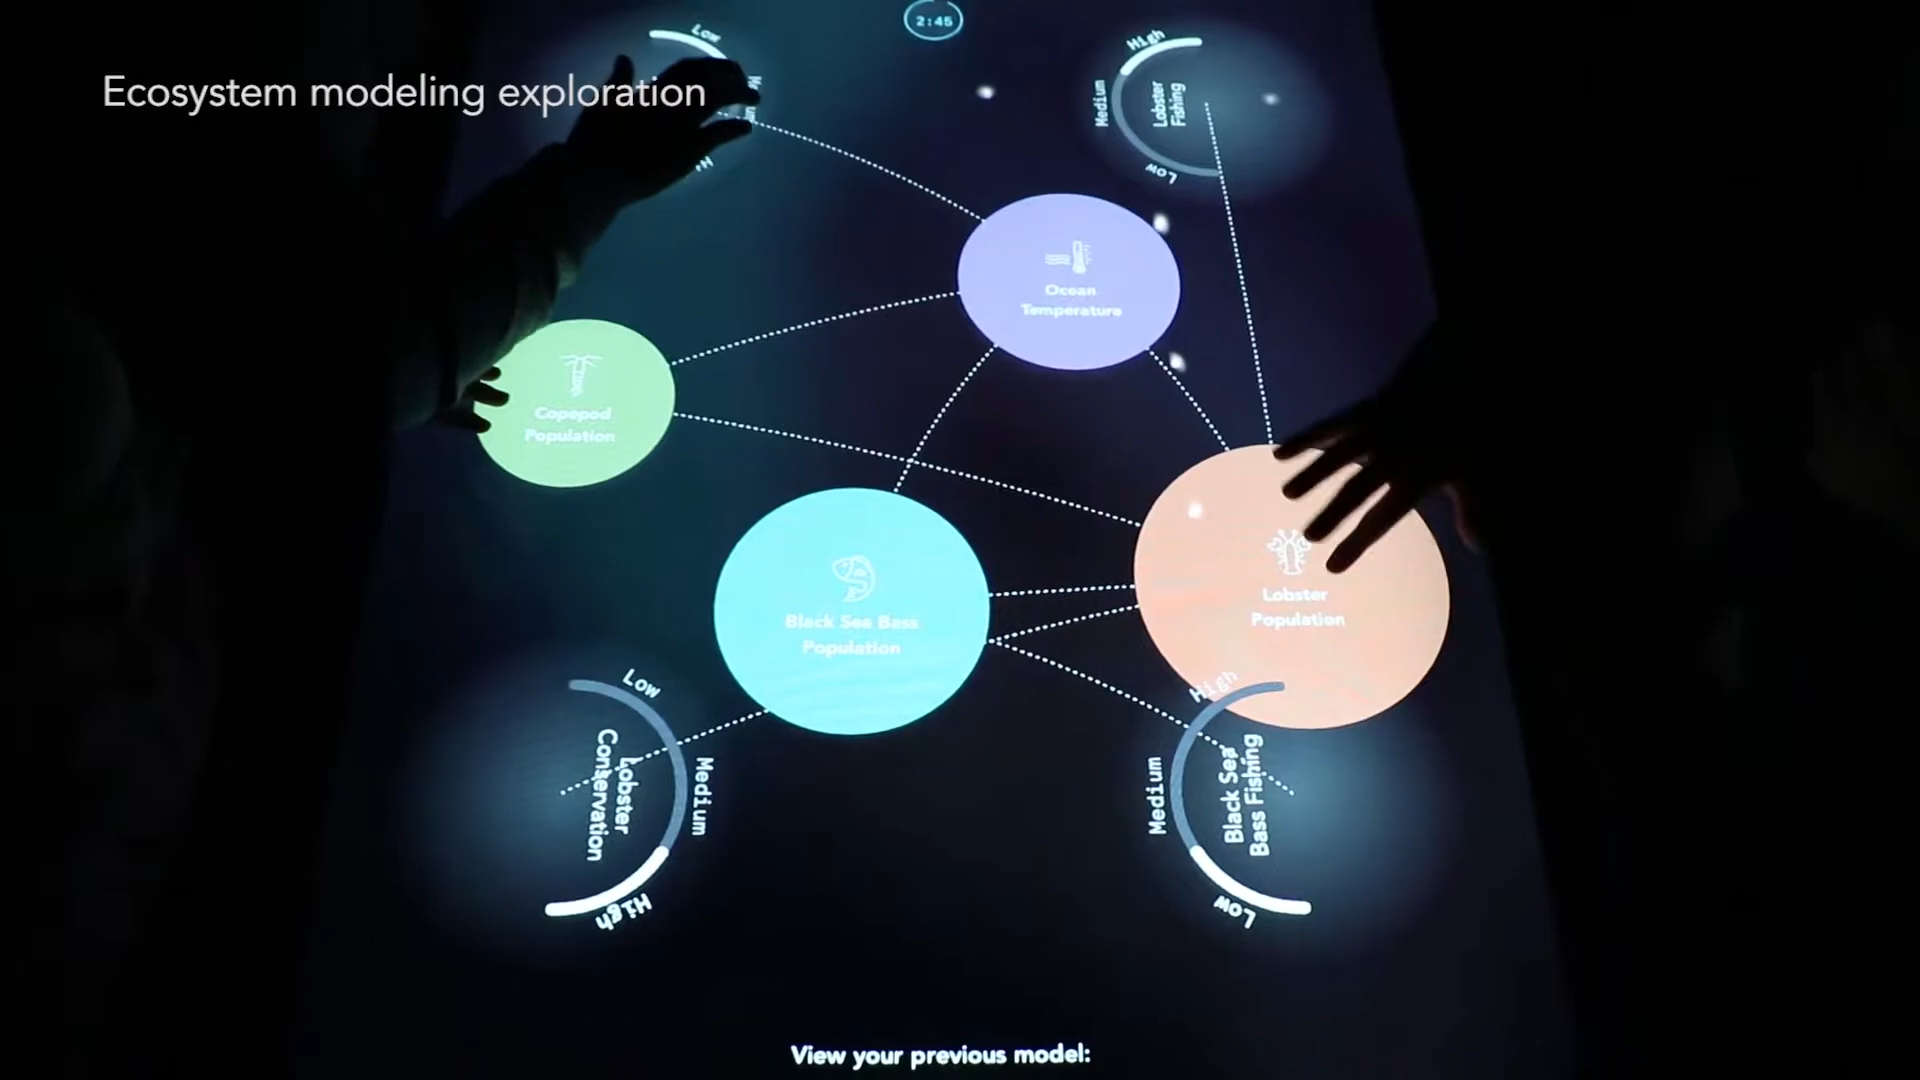 2:45
Low
High
Medium
Lobster
Fishing
Low
Ecosystem modeling exploration
Ocean
Temperature
Copepod
Population
Lobster
Population
Black Sea Bass
Population
Low
Medium
High
Lobster
Conservation
High
Medium
Low
Black Sea
Bass Fishing
View your previous model: